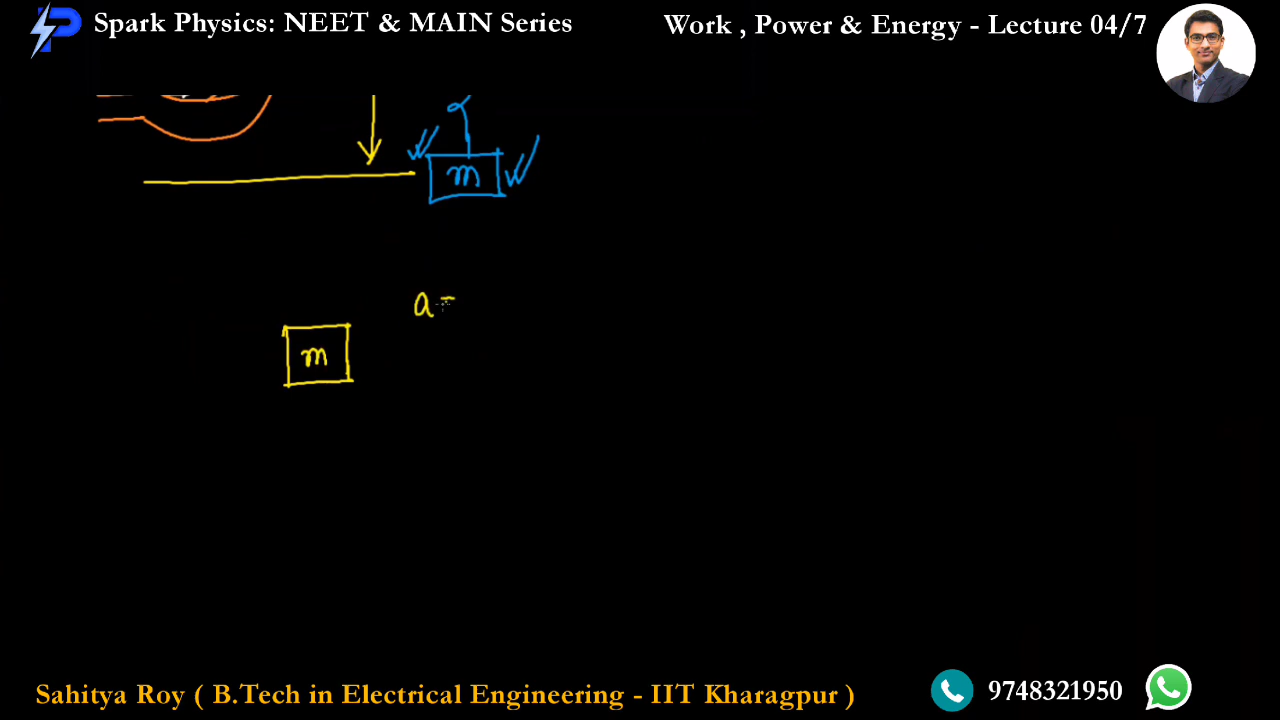 Spark Physics: NEET & MAIN Series
Work , Power & Energy - Lecture 04/7
m
a=
m
Sahitya Roy ( B.Tech in Electrical Engineering - IIT Kharagpur )
9748321950